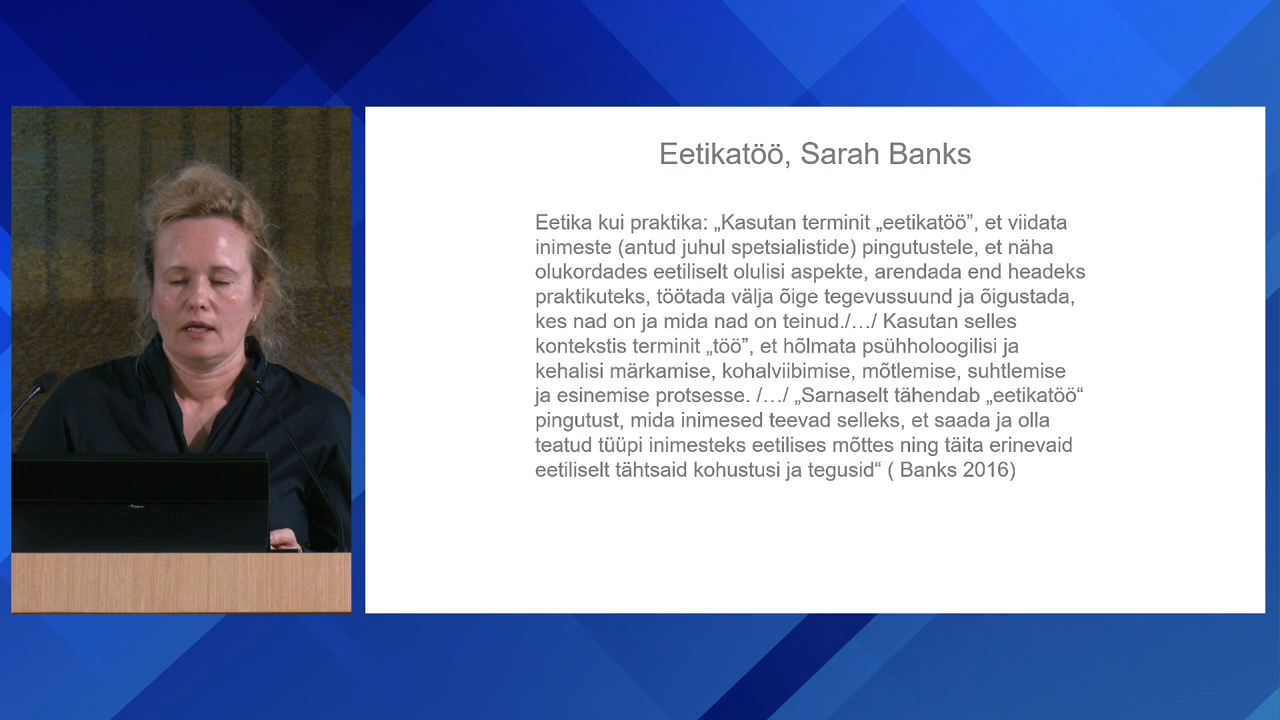 Eetikatöö, Sarah Banks
Eetika kui praktika: „Kasutan terminit „eetikatöö”, et viidata
inimeste (antud juhul spetsialistide) pingutustele, et näha
olukordades eetiliselt olulisi aspekte, arendada end headeks
praktikuteks, töötada välja õige tegevussuund ja õigustada,
kes nad on ja mida nad on teinud./…/ Kasutan selles
kontekstis terminit „töö”, et hõlmata psühholoogilisi ja
kehalisi märkamise, kohalviibimise, mõtlemise, suhtlemise
ja esinemise protsesse. /…/ „Sarnaselt tähendab „eetikatöö“
pingutust, mida inimesed teevad selleks, et saada ja olla
teatud tüüpi inimesteks eetilises mõttes ning täita erinevaid
eetiliselt tähtsaid kohustusi ja tegusid“ ( Banks 2016)